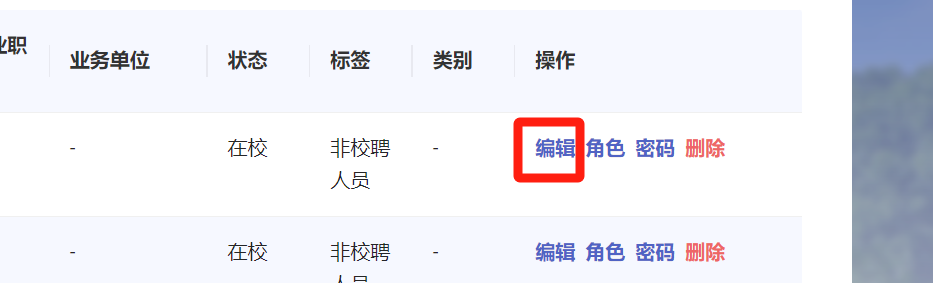 业职
业务单位 状态 标签 类别 操作
- 在校 非校聘 - 编辑 角色 密码 删除
人员
- 在校 非校聘 - 编辑 角色 密码 删除